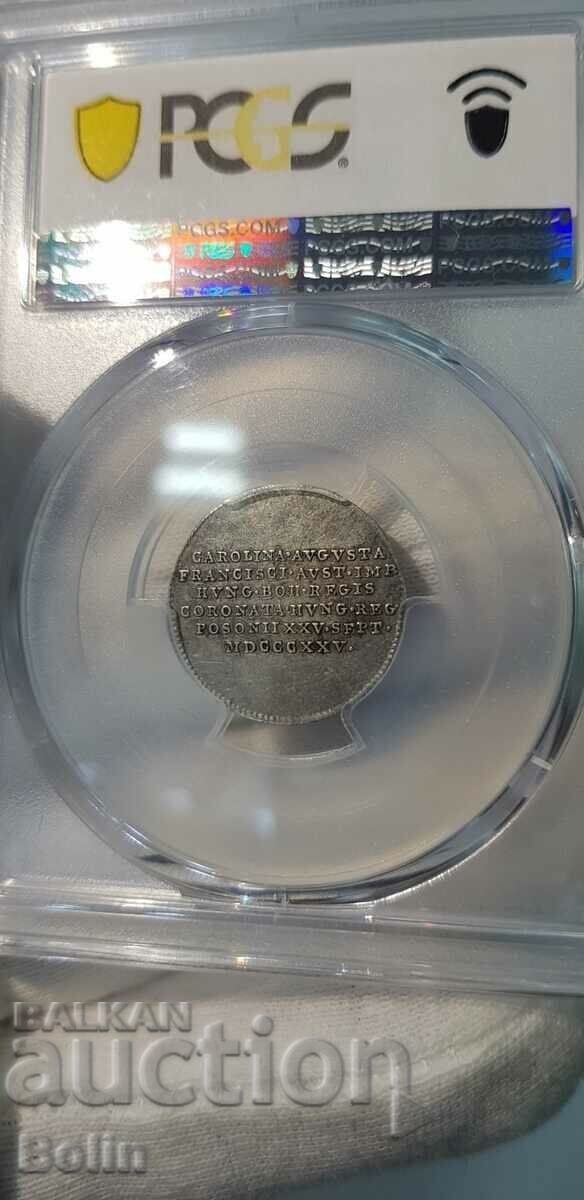 PCGS
PCGS.COM
CAROLINA·AVGVSTA
FRANCISCI·AVST·IMP
HVNG·BOH·REGIS
CORONATA·HVNG·REG
POSONII XXV·SEPT·
MDCCCXXV·
BALKAN
auction
Bolin